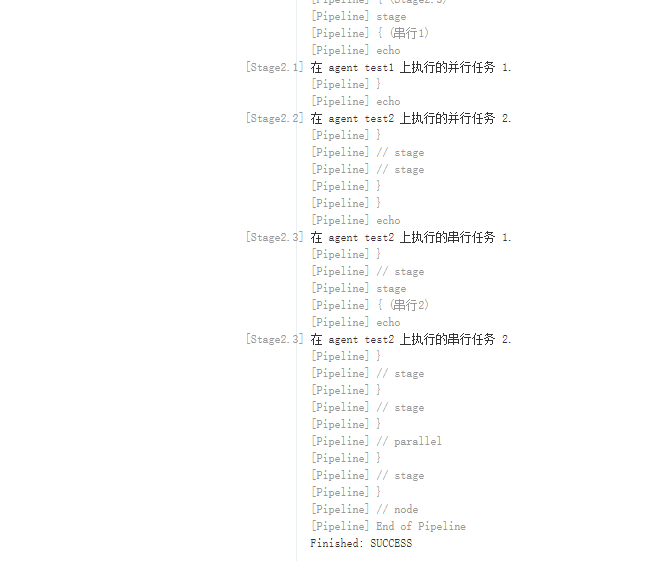 [Pipeline] { (Stage2.3)
[Pipeline] stage
[Pipeline] { (串行1)
[Pipeline] echo
[Stage2.1] 在 agent test1 上执行的并行任务 1.
[Pipeline] }
[Pipeline] echo
[Stage2.2] 在 agent test2 上执行的并行任务 2.
[Pipeline] }
[Pipeline] // stage
[Pipeline] // stage
[Pipeline] }
[Pipeline] }
[Pipeline] echo
[Stage2.3] 在 agent test2 上执行的串行任务 1.
[Pipeline] }
[Pipeline] // stage
[Pipeline] stage
[Pipeline] { (串行2)
[Pipeline] echo
[Stage2.3] 在 agent test2 上执行的串行任务 2.
[Pipeline] }
[Pipeline] // stage
[Pipeline] }
[Pipeline] // stage
[Pipeline] }
[Pipeline] // parallel
[Pipeline] }
[Pipeline] // stage
[Pipeline] }
[Pipeline] // node
[Pipeline] End of Pipeline
Finished: SUCCESS